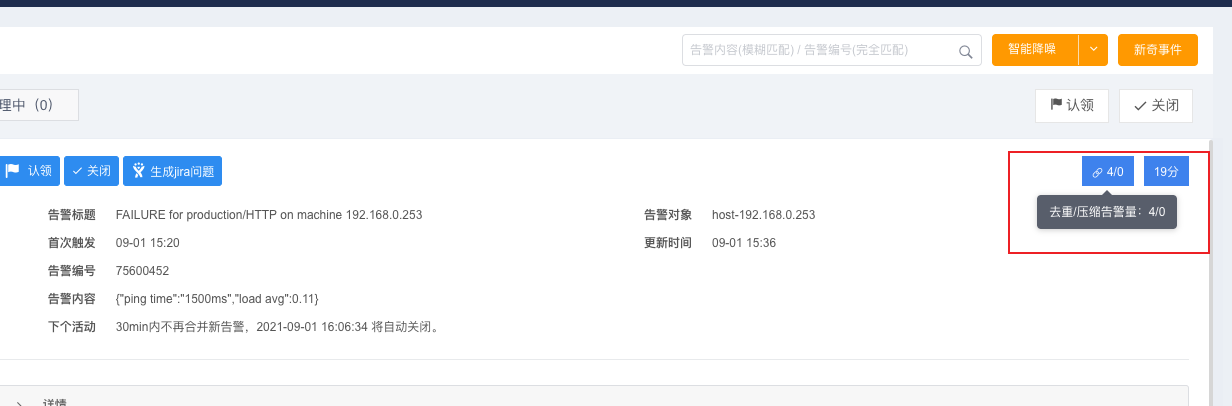 告警内容(模糊匹配) / 告警编号(完全匹配)
智能降噪
新奇事件
理中（0）
认领
关闭
认领
关闭
生成jira问题
4/0
19分
去重/压缩告警量：4/0
告警标题 FAILURE for production/HTTP on machine 192.168.0.253
告警对象 host-192.168.0.253
首次触发 09-01 15:20
更新时间 09-01 15:36
告警编号 75600452
告警内容 {"ping time":"1500ms","load avg":0.11}
下个活动 30min内不再合并新告警，2021-09-01 16:06:34 将自动关闭。
详情